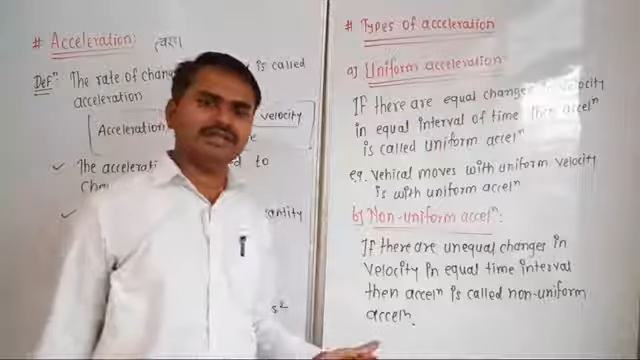 # Acceleration: त्वरण
Defⁿ: The rate of chang is called
acceleration
Acceleration velocity
✓ The accelerati to
✓ antity
s²
# Types of acceleration
a) Uniform acceleration
If there are equal changes in velocity
in equal interval of time then accelⁿ
is called uniform accelⁿ
e.g. vehical moves with uniform velocity
is with uniform accelⁿ
b) Non-uniform accelⁿ:
If there are unequal changes in
velocity in equal time interval
then accelⁿ is called non-uniform
accelⁿ.